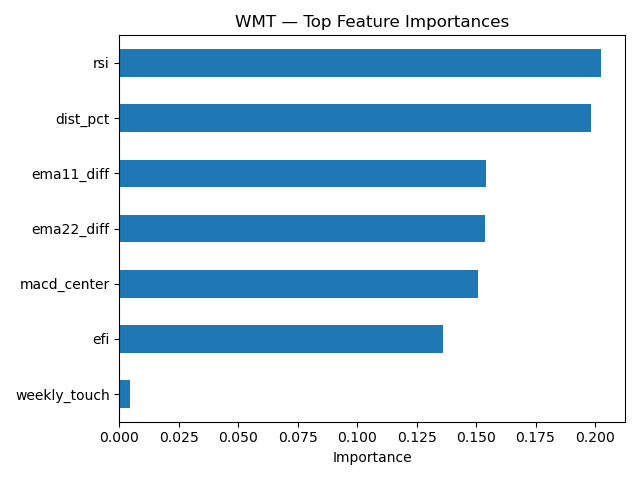 WMT — Top Feature Importances
rsi
dist_pct
ema11_diff
ema22_diff
macd_center
efi
weekly_touch
0.000 0.025 0.050 0.075 0.100 0.125 0.150 0.175 0.200
Importance